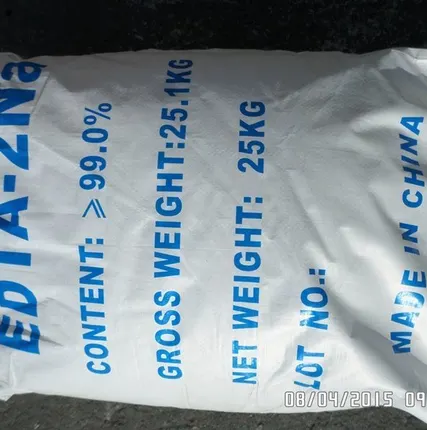 EDTA-2Na
CONTENT: ≥99.0%
GROSS WEIGHT:25.1KG
NET WEIGHT: 25KG
LOT NO.:
MADE IN CHINA
08/04/2015 09